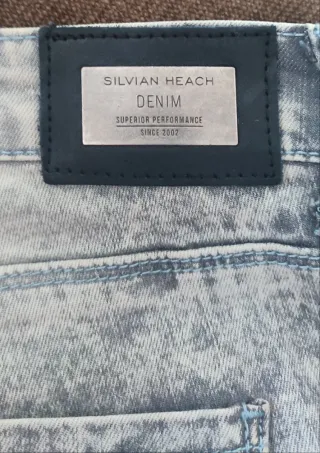 SILVIAN HEACH
DENIM
SUPERIOR PERFORMANCE
SINCE 2002